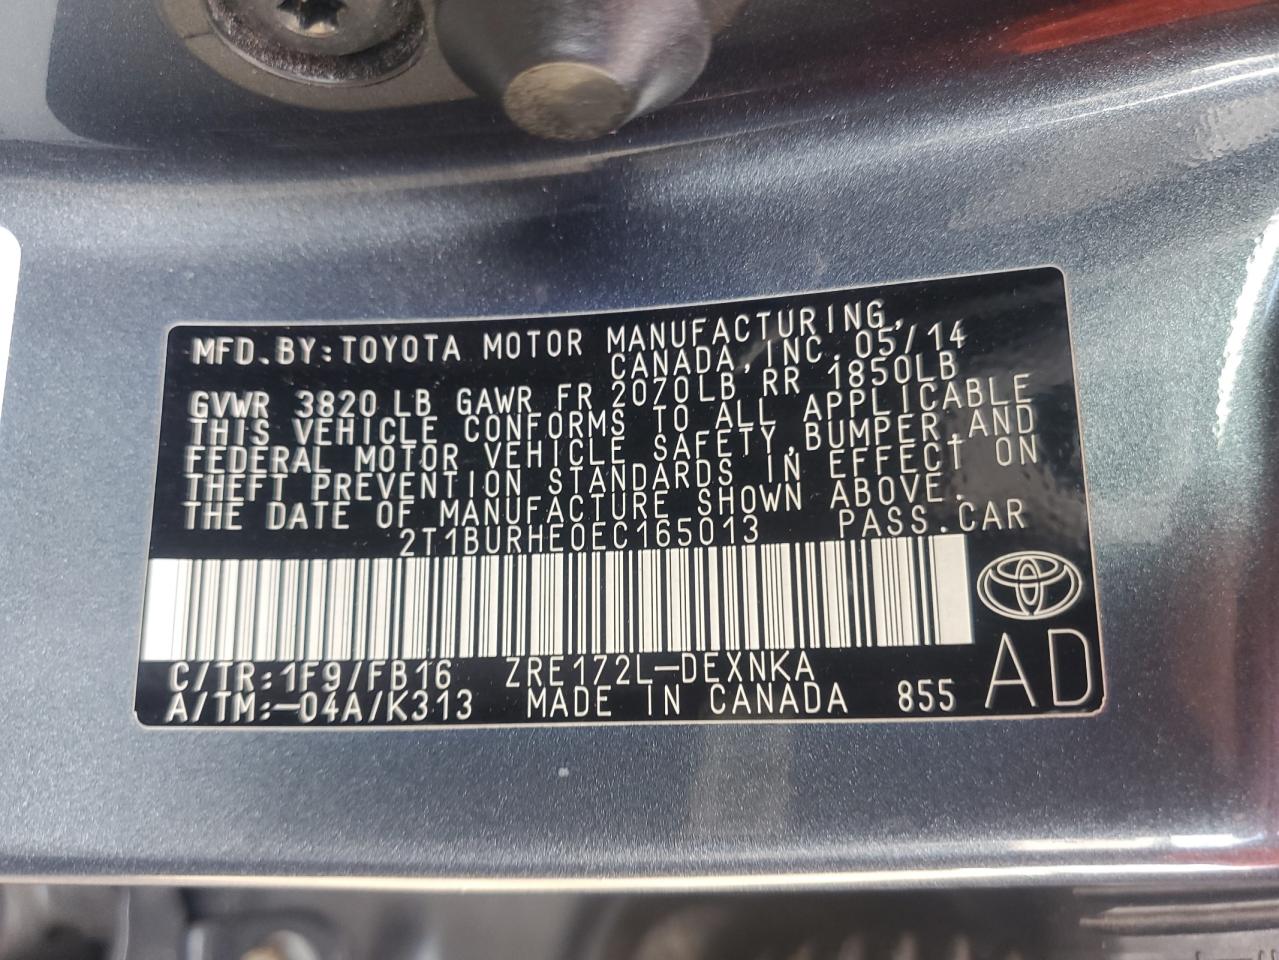 MFD.BY:TOYOTA MOTOR MANUFACTURING,
CANADA, INC. 05/14
GVWR 3820 LB GAWR FR 2070LB RR 1850LB
THIS VEHICLE CONFORMS TO ALL APPLICABLE
FEDERAL MOTOR VEHICLE SAFETY, BUMPER, AND
THEFT PREVENTION STANDARDS IN EFFECT ON
THE DATE OF MANUFACTURE SHOWN ABOVE.
2T1BURHE0EC165013 PASS.CAR
C/TR:1F9/FB16 ZRE172L-DEXNKA
A/TM:-04A/K313 MADE IN CANADA 855 AD